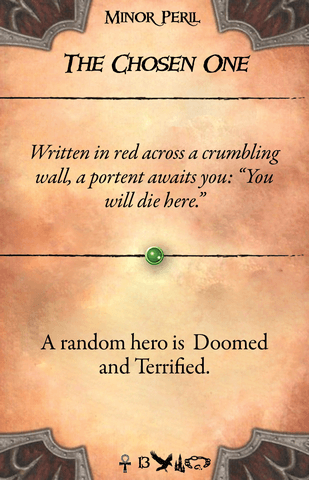 Minor Peril
The Chosen One
Written in red across a crumbling
wall, a portent awaits you: “You
will die here.”
A random hero is Doomed
and Terrified.
13